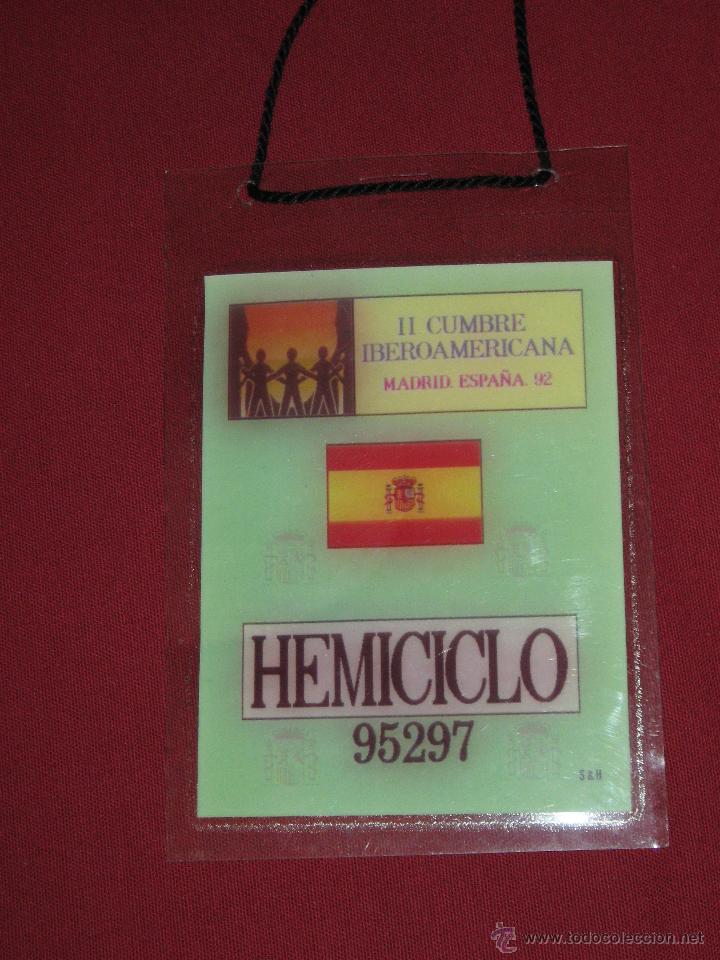 II CUMBRE
IBEROAMERICANA
MADRID. ESPAÑA. 92
HEMICICLO
95297
S & H
© www.todocoleccion.net